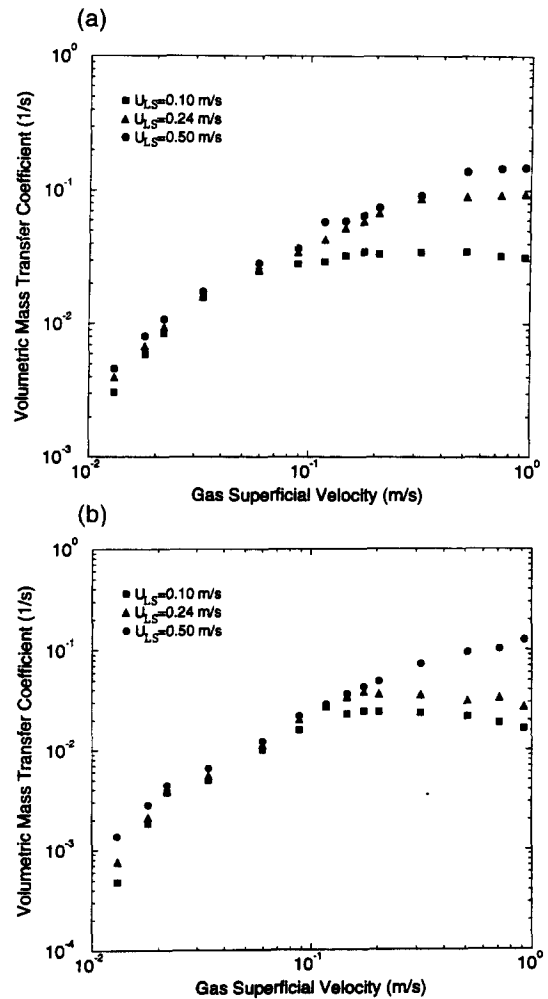 (a)
10⁰
■ U_LS=0.10 m/s
▲ U_LS=0.24 m/s
● U_LS=0.50 m/s
10⁻¹
10⁻²
10⁻³
Volumetric Mass Transfer Coefficient (1/s)
10⁻² 10⁻¹ 10⁰
Gas Superficial Velocity (m/s)
(b)
10⁰
■ U_LS=0.10 m/s
▲ U_LS=0.24 m/s
● U_LS=0.50 m/s
10⁻¹
10⁻²
10⁻³
10⁻⁴
Volumetric Mass Transfer Coefficient (1/s)
10⁻² 10⁻¹ 10⁰
Gas Superficial Velocity (m/s)